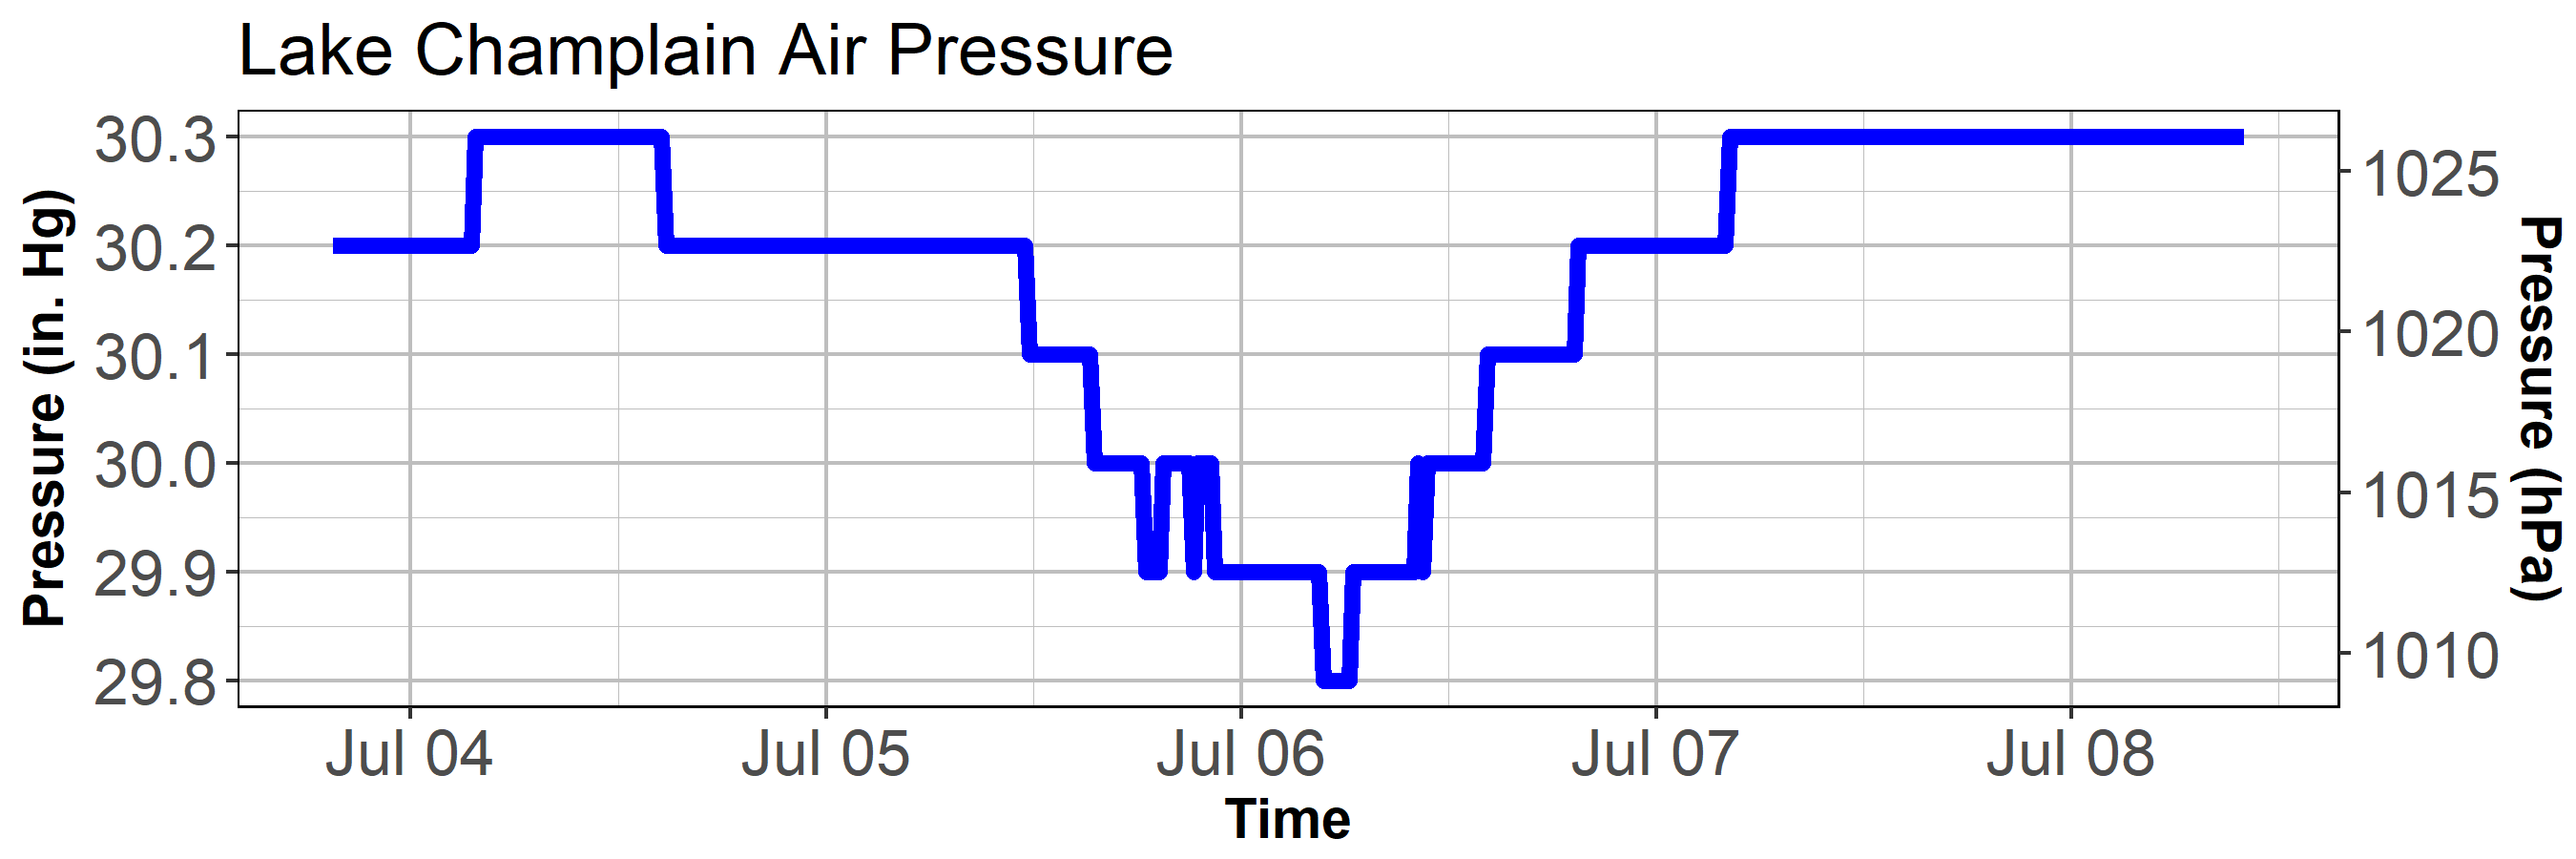 Lake Champlain Air Pressure
Pressure (in. Hg)
30.3
30.2
30.1
30.0
29.9
29.8
1025
1020
1015
1010
Pressure (hPa)
Jul 04 Jul 05 Jul 06 Jul 07 Jul 08
Time